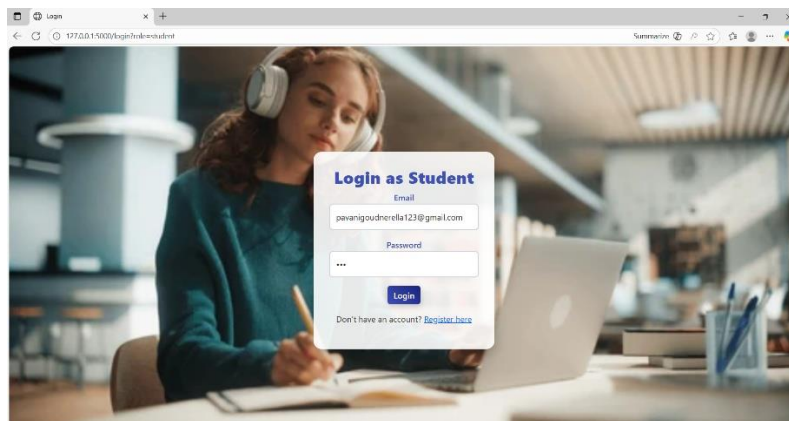 Login
127.0.0.1:5000/login?role=student
Summarize
Login as Student
Email
pavanigoudnerella123@gmail.com
Password
•••
Login
Don't have an account? Register here